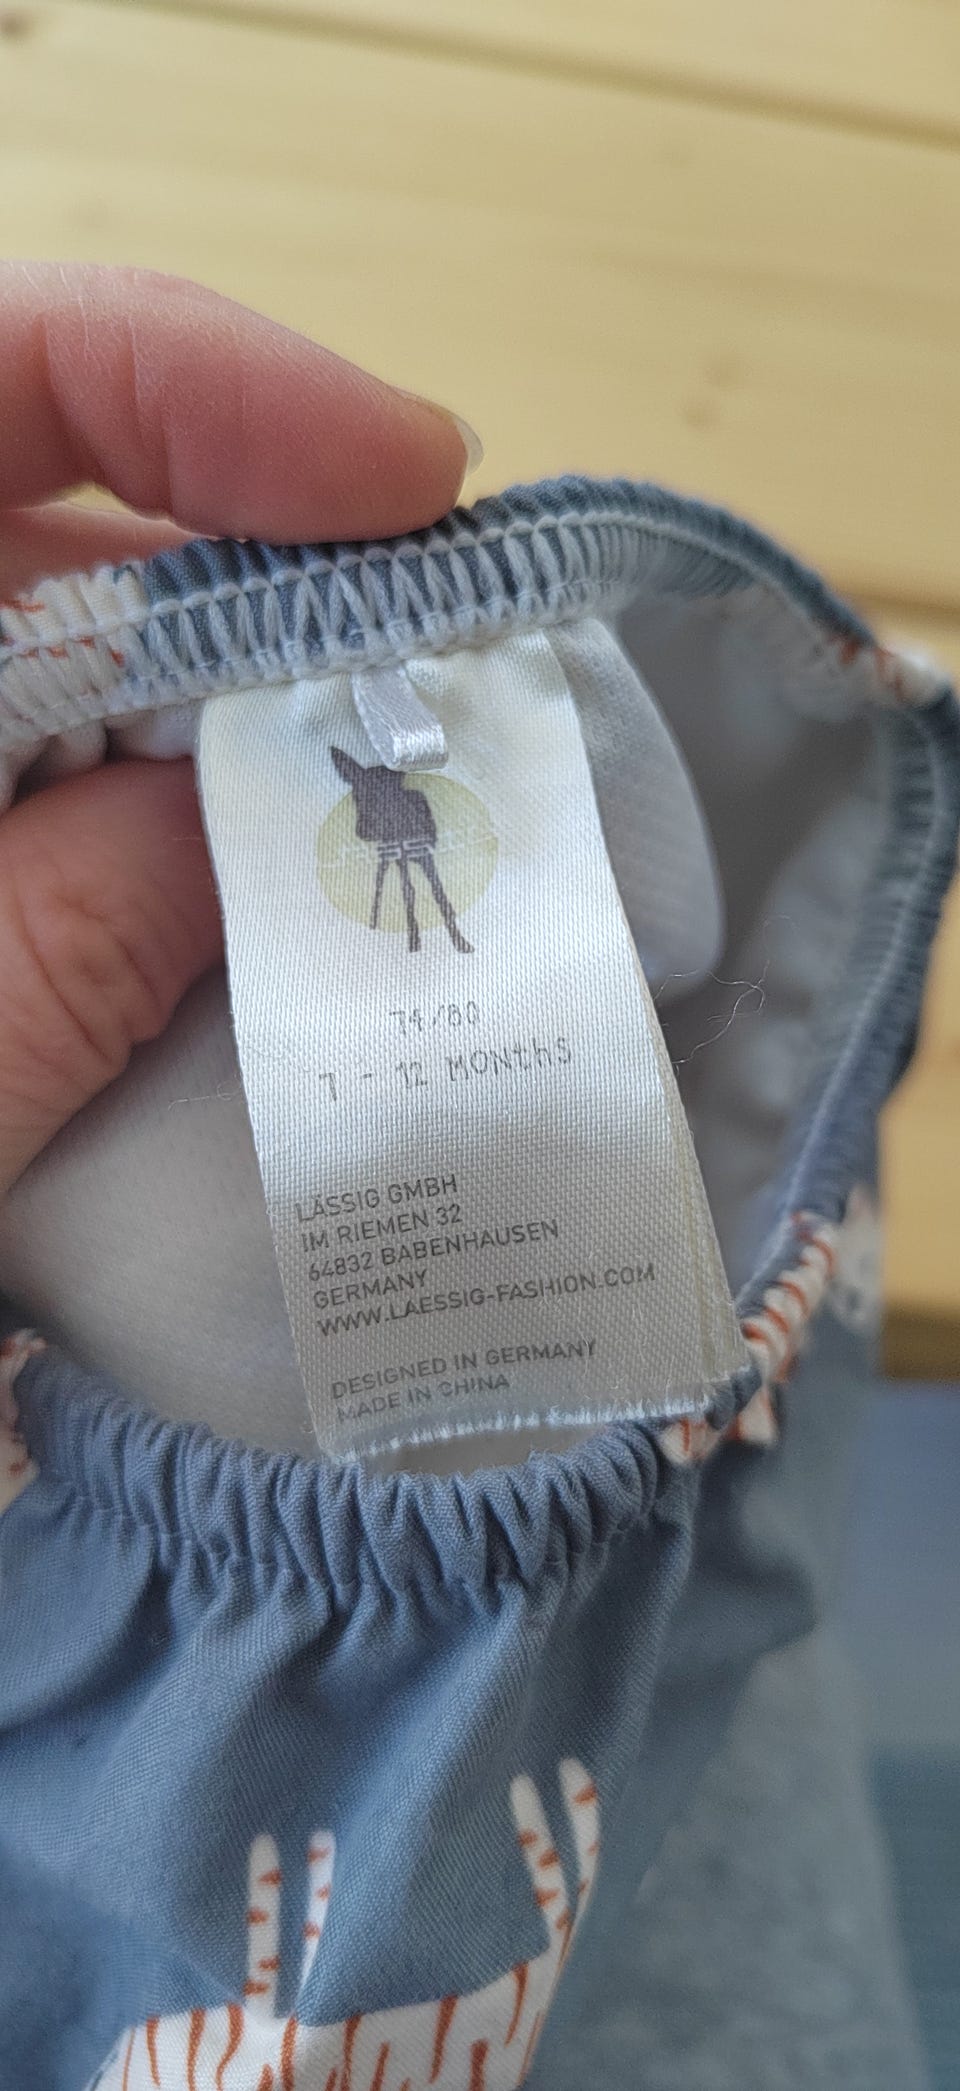 LÄSSIG
74/80
7 - 12 MONthS
LÄSSIG GMBH
IM RIEMEN 32
64832 BABENHAUSEN
GERMANY
WWW.LAESSIG-FASHION.COM
DESIGNED IN GERMANY
MADE IN CHINA